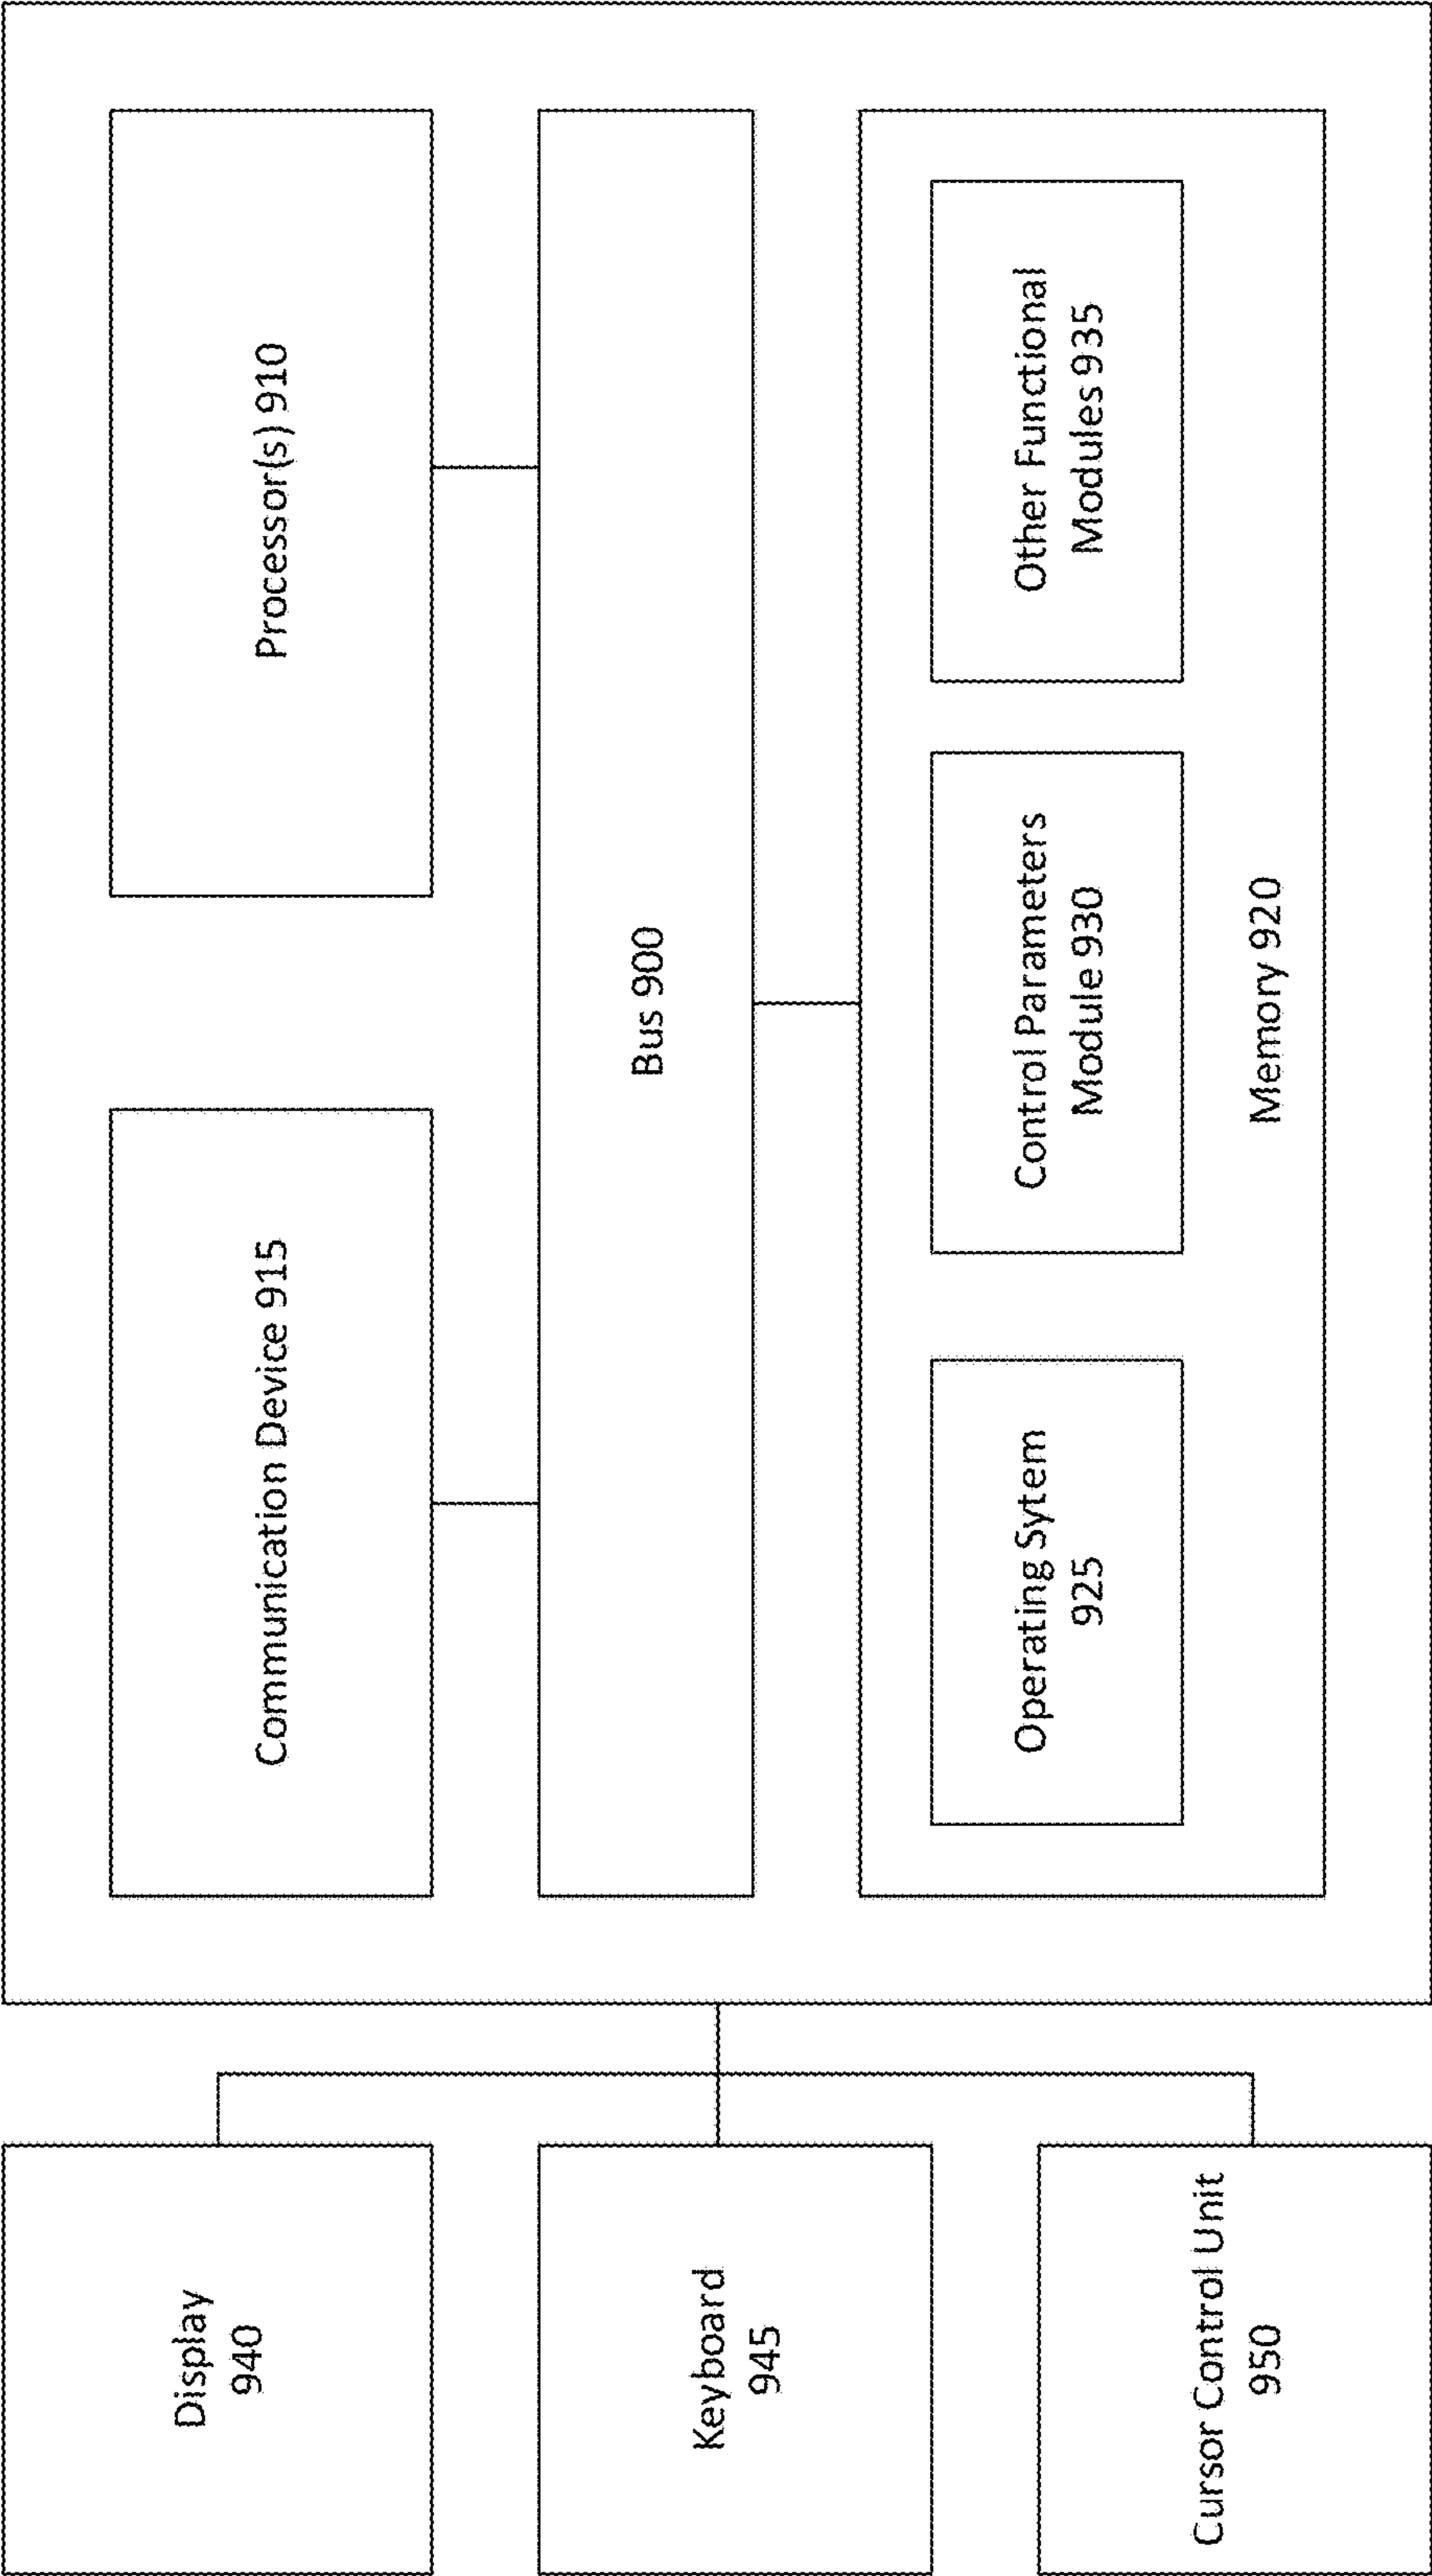 Display
940
Communication Device 915
Processor(s) 910
Keyboard
945
Bus 900
Cursor Control Unit
950
Operating Sytem
925
Control Parameters
Module 930
Other Functional
Modules 935
Memory 920